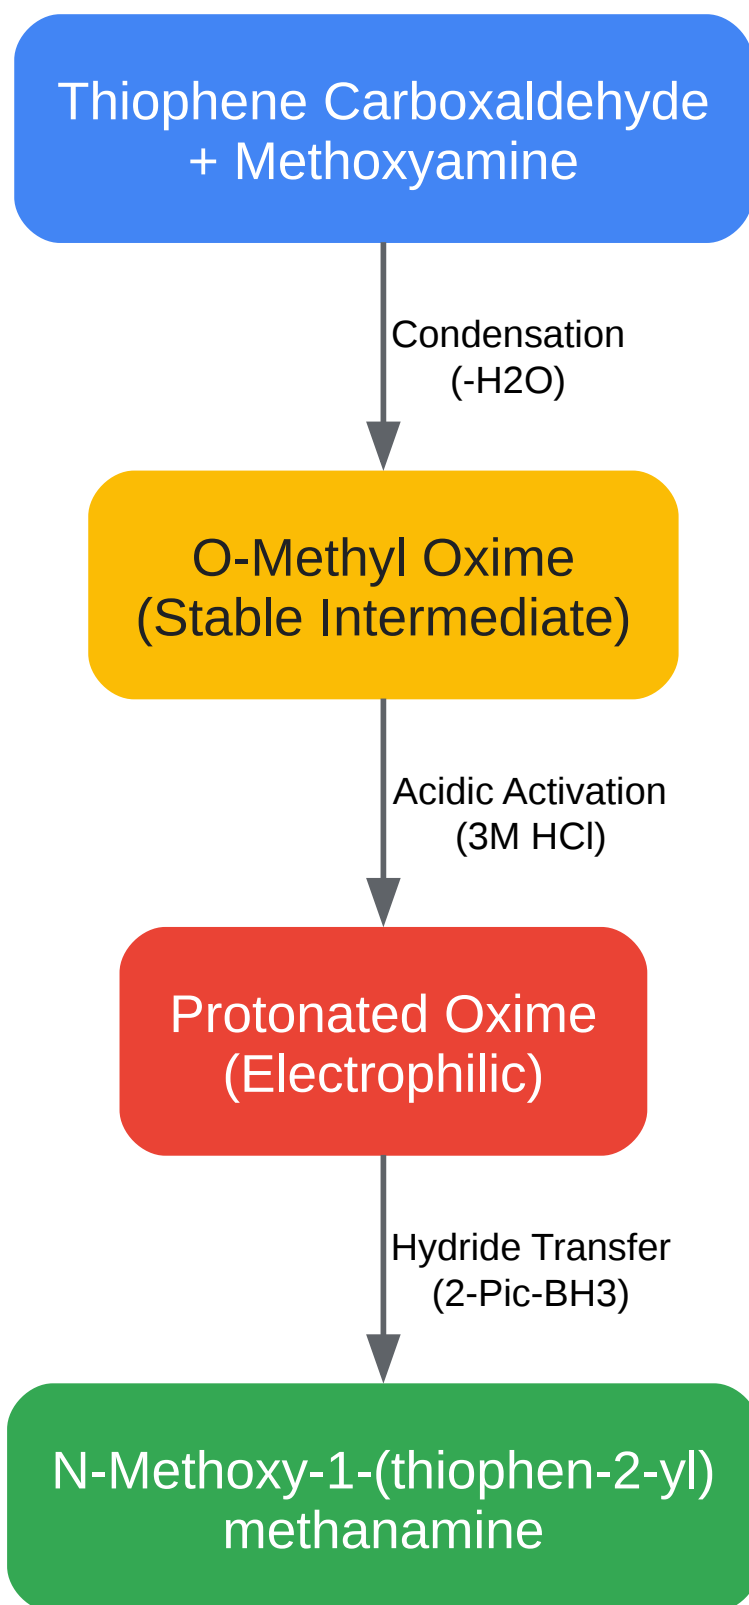 Thiophene Carboxaldehyde
+ Methoxyamine
Condensation
(-H2O)
O-Methyl Oxime
(Stable Intermediate)
Acidic Activation
(3M HCl)
Protonated Oxime
(Electrophilic)
Hydride Transfer
(2-Pic-BH3)
N-Methoxy-1-(thiophen-2-yl)
methanamine